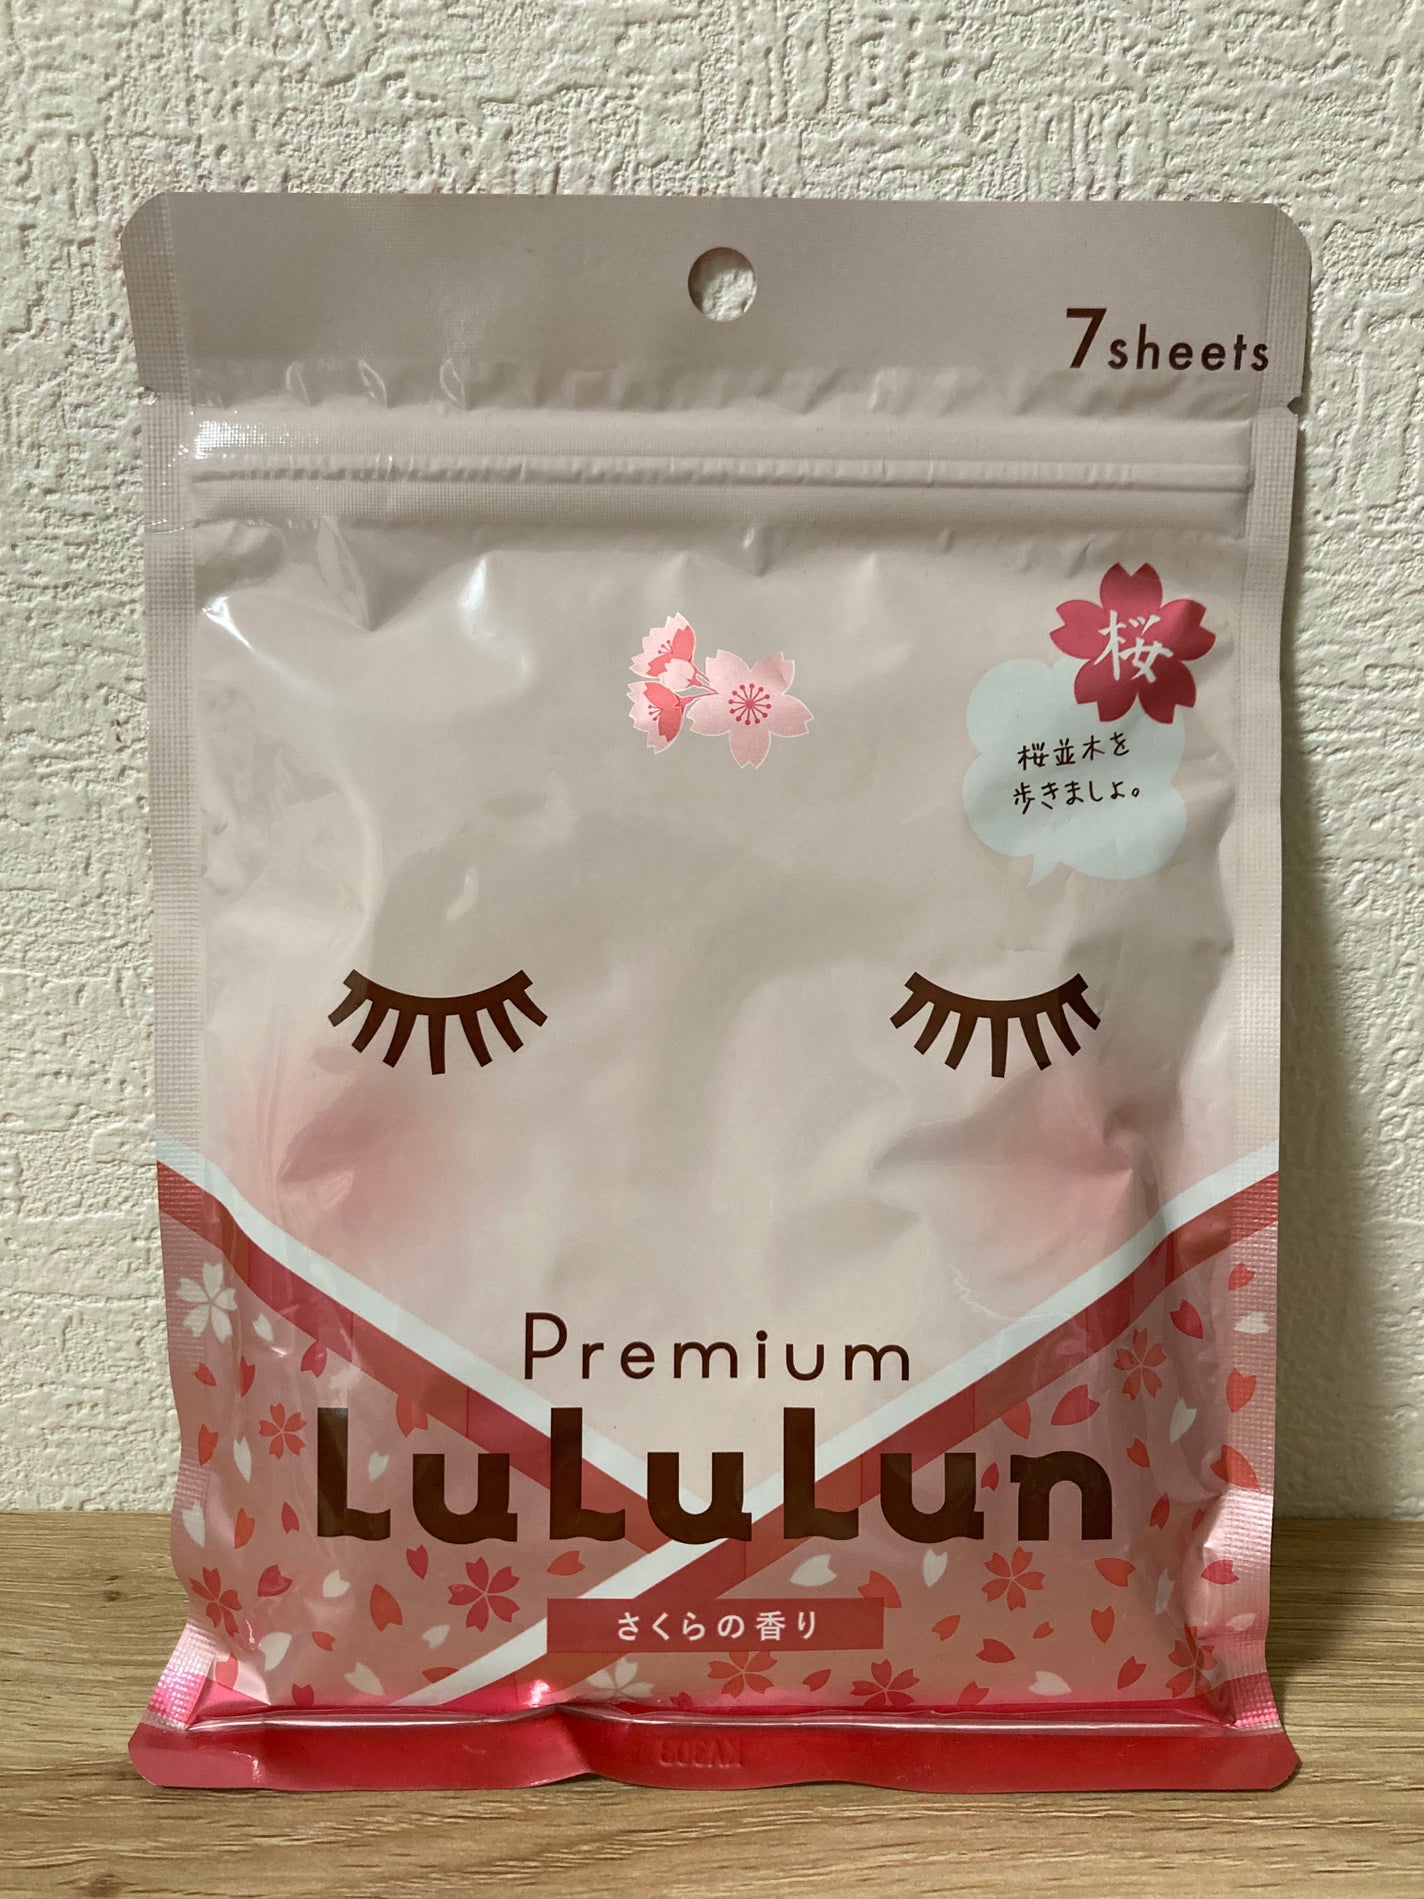 7sheets
桜
桜並木を
歩きましょ。
Premium
LuLuLun
さくらの香り